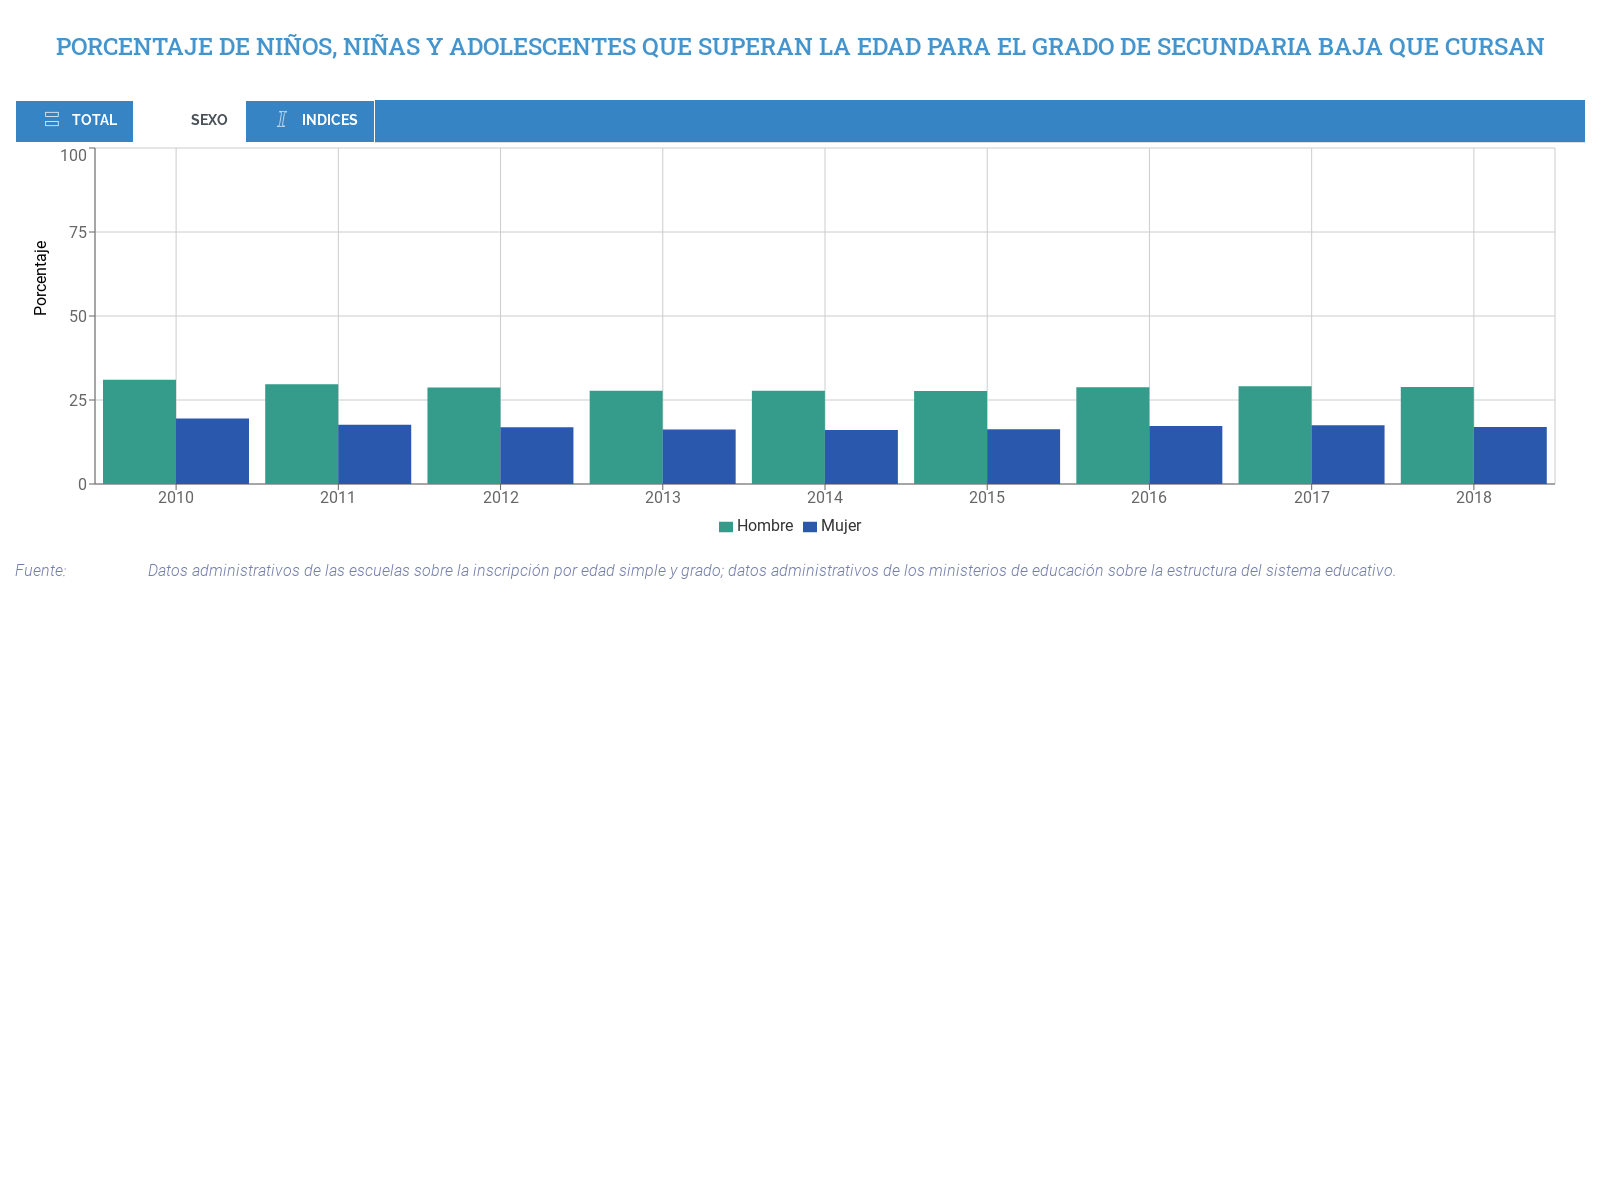 PORCENTAJE DE NIÑOS, NIÑAS Y ADOLESCENTES QUE SUPERAN LA EDAD PARA EL GRADO DE SECUNDARIA BAJA QUE CURSAN
TOTAL SEXO INDICES
100
75
50
25
0
Porcentaje
2010 2011 2012 2013 2014 2015 2016 2017 2018
Hombre Mujer
Fuente: Datos administrativos de las escuelas sobre la inscripción por edad simple y grado; datos administrativos de los ministerios de educación sobre la estructura del sistema educativo.